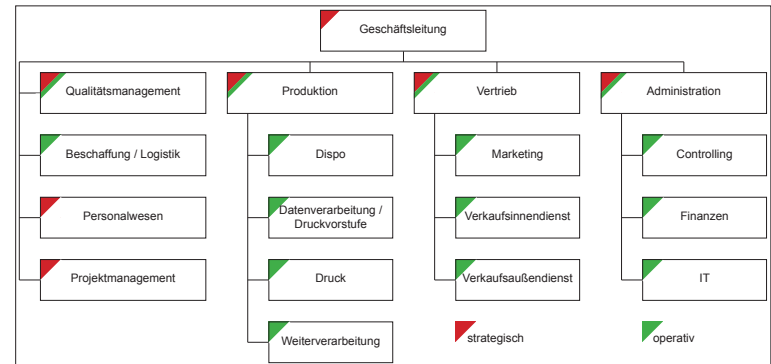 Geschäftsleitung
Qualitätsmanagement
Produktion
Vertrieb
Administration
Beschaffung / Logistik
Dispo
Marketing
Controlling
Personalwesen
Datenverarbeitung /
Druckvorstufe
Verkaufsinnendienst
Finanzen
Projektmanagement
Druck
Verkaufsaußendienst
IT
Weiterverarbeitung
strategisch
operativ